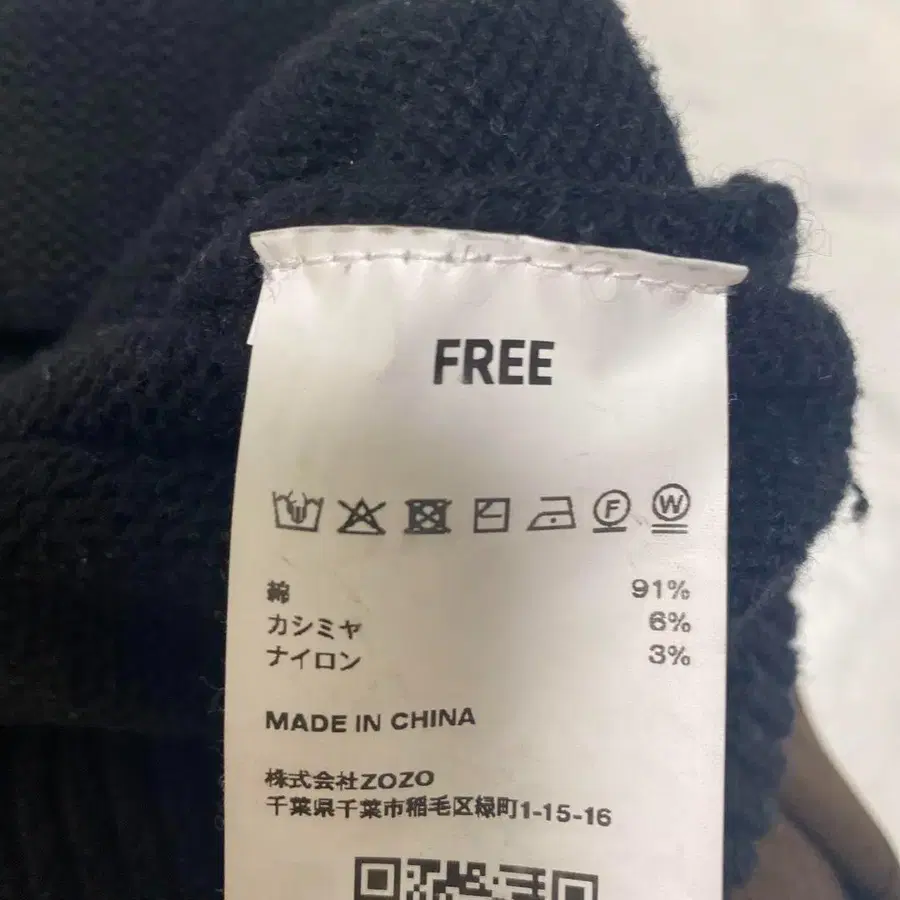 FREE
F W
綿 91%
カシミヤ 6%
ナイロン 3%
MADE IN CHINA
株式会社ZOZO
千葉県千葉市稲毛区緑町1-15-16